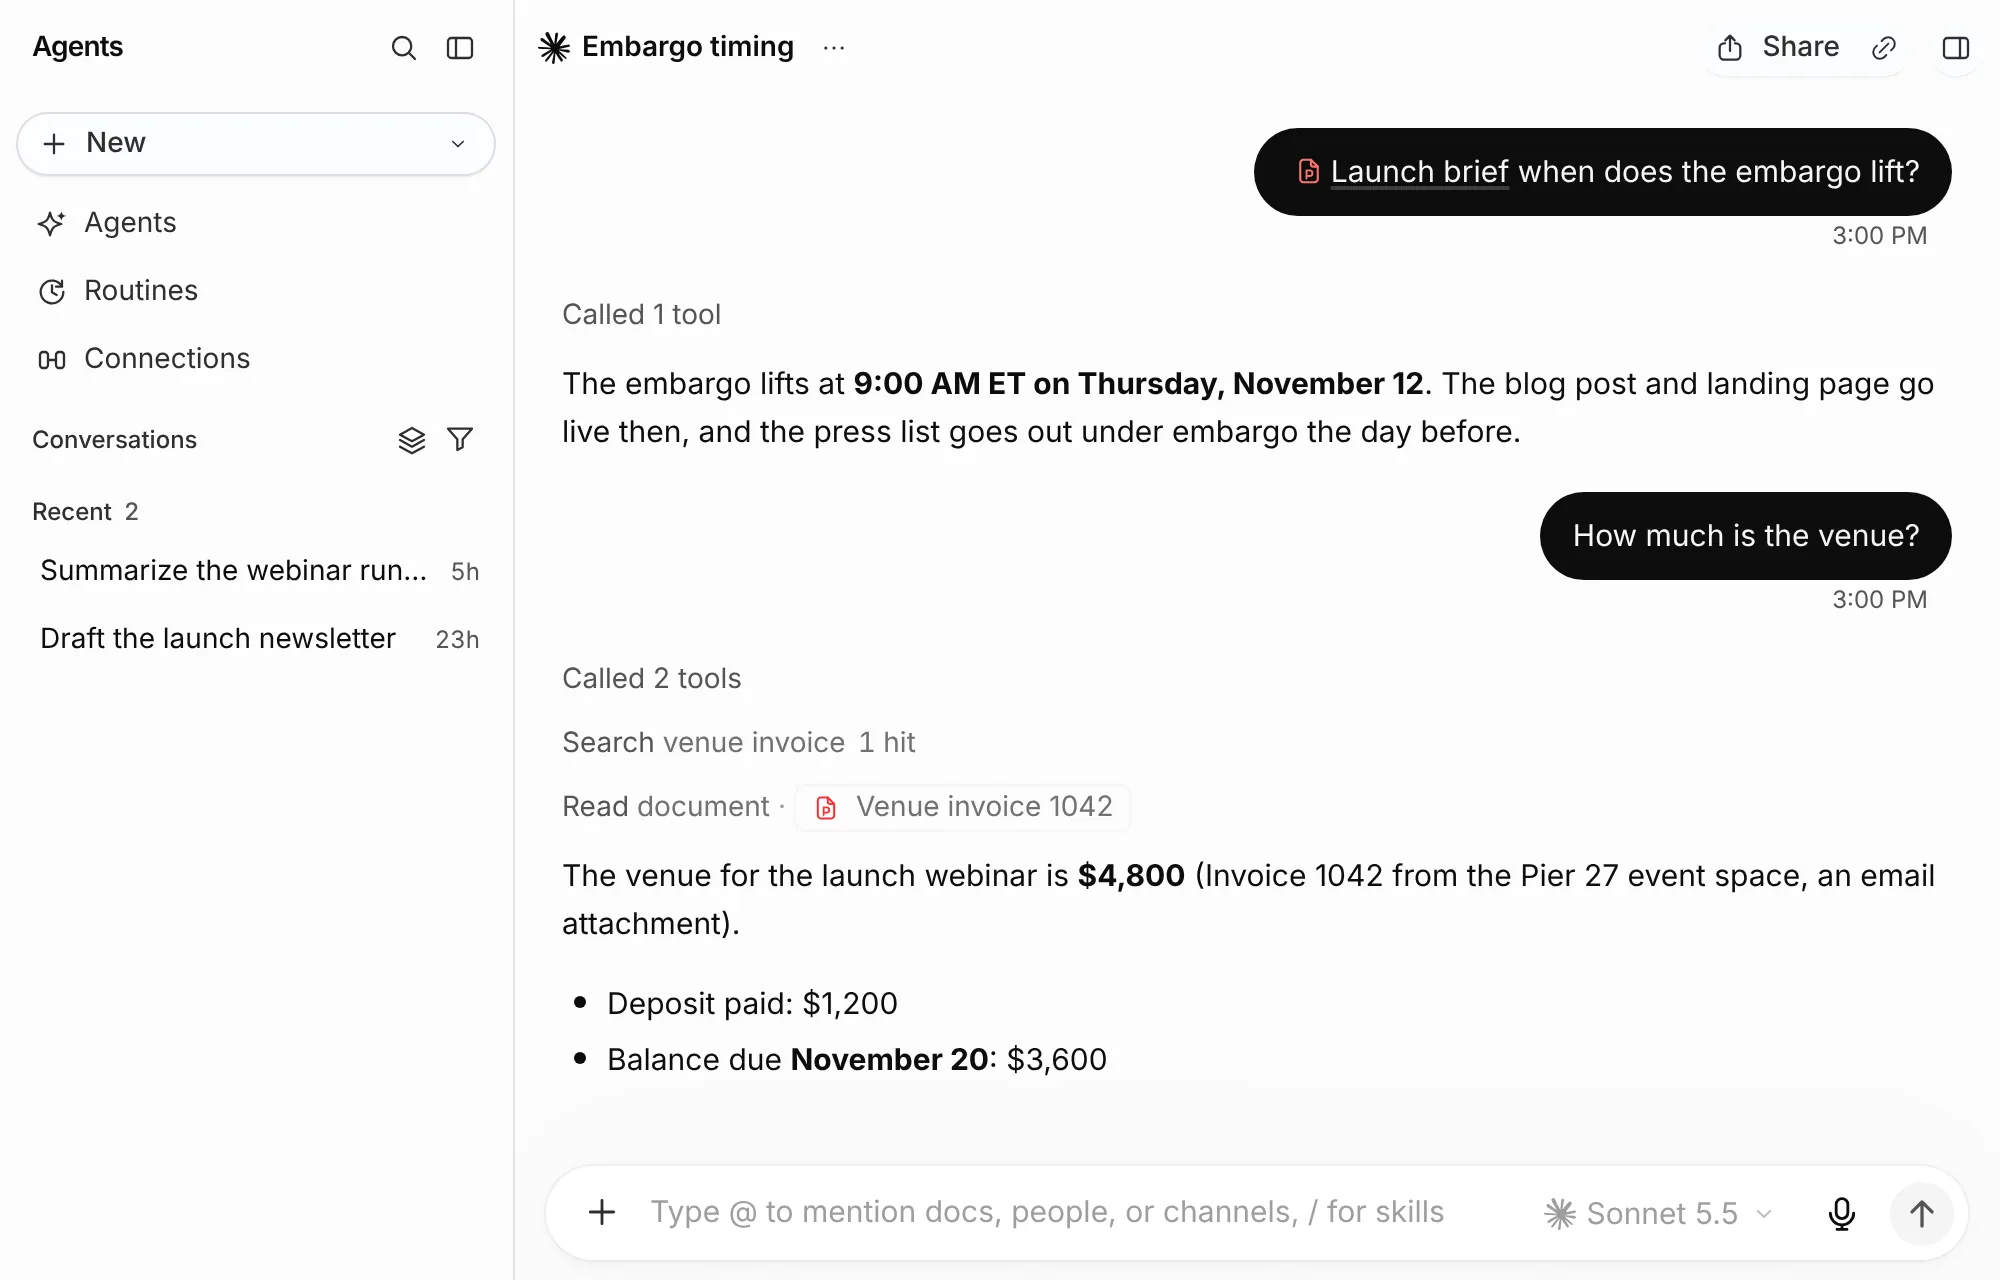 Agents
New
Agents
Routines
Connections
Conversations
Recent 2
Summarize the webinar run... 5h
Draft the launch newsletter 23h
Embargo timing
Share
Launch brief when does the embargo lift?
3:00 PM
Called 1 tool
The embargo lifts at 9:00 AM ET on Thursday, November 12. The blog post and landing page go
live then, and the press list goes out under embargo the day before.
How much is the venue?
3:00 PM
Called 2 tools
Search venue invoice 1 hit
Read document · Venue invoice 1042
The venue for the launch webinar is $4,800 (Invoice 1042 from the Pier 27 event space, an email
attachment).
Deposit paid: $1,200
Balance due November 20: $3,600
Type @ to mention docs, people, or channels, / for skills
Sonnet 5.5